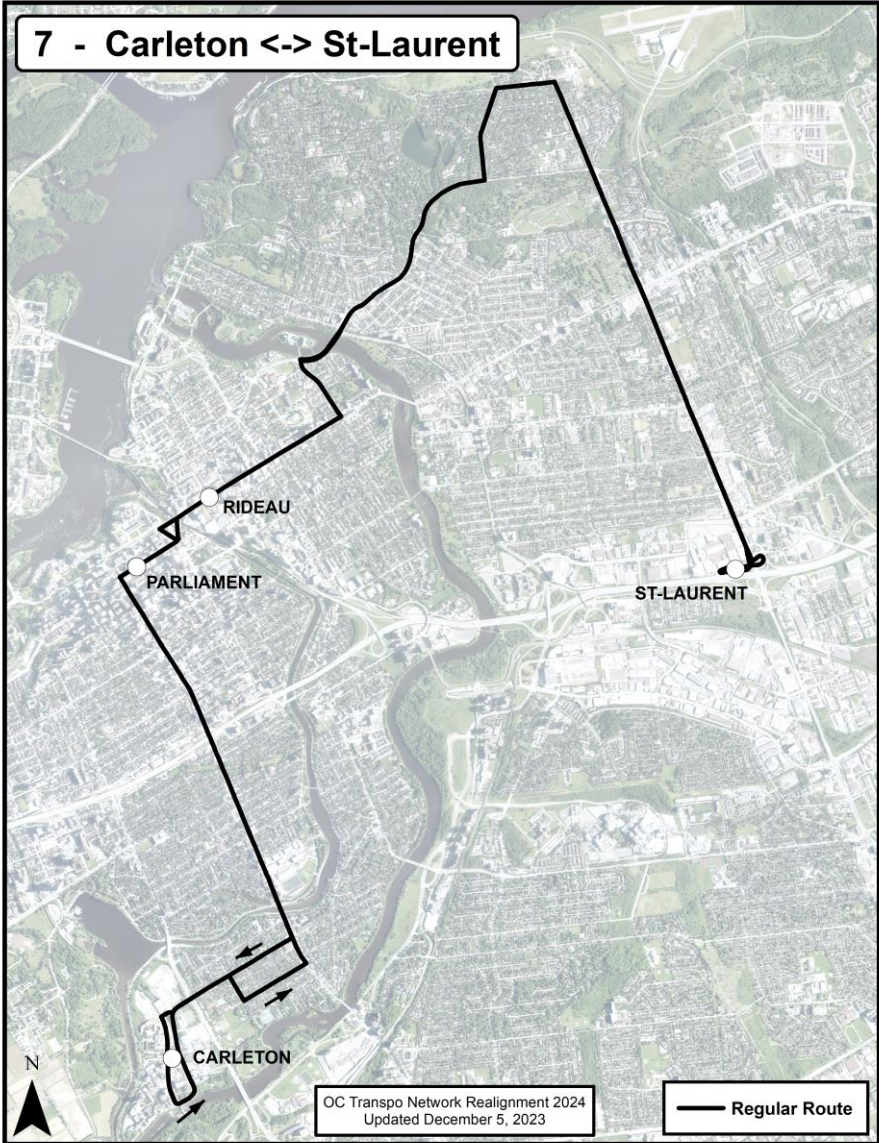 7 - Carleton <-> St-Laurent
RIDEAU
PARLIAMENT
ST-LAURENT
CARLETON
N
OC Transpo Network Realignment 2024
Updated December 5, 2023
Regular Route